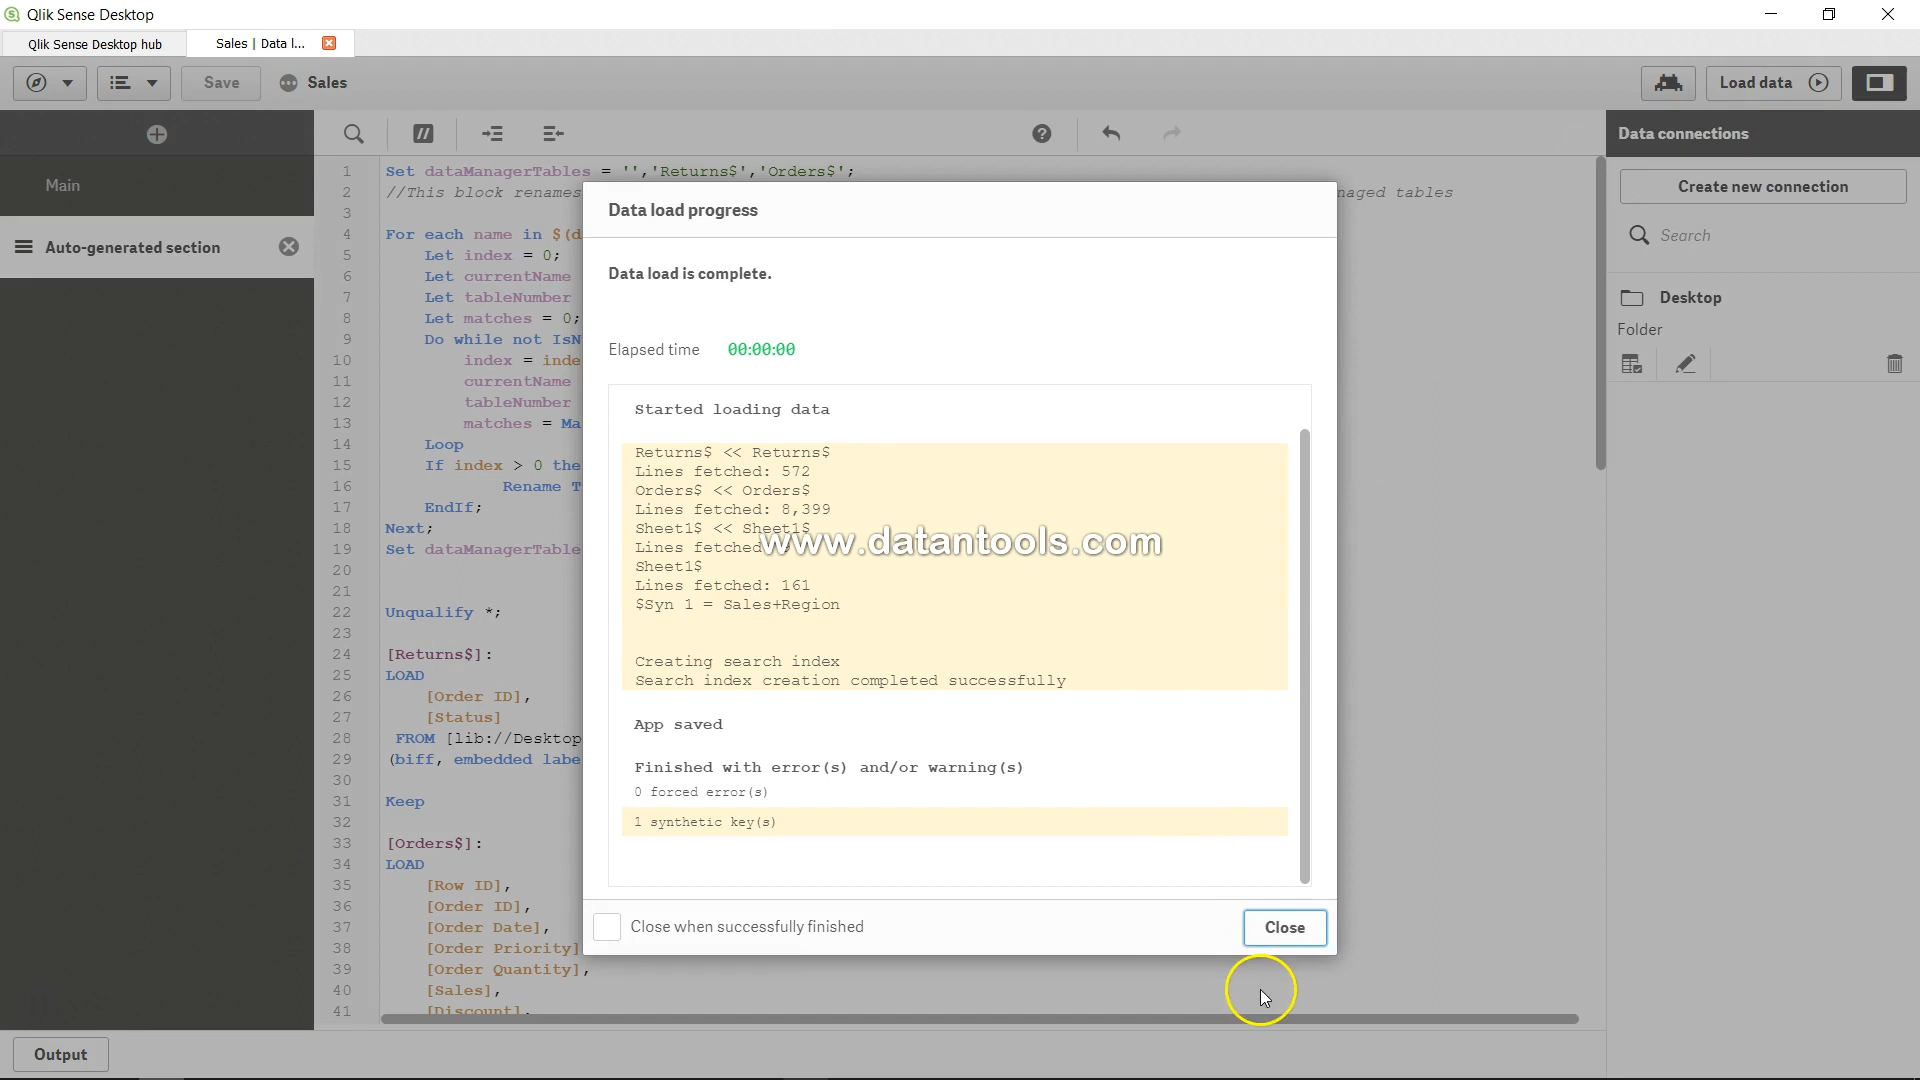 Qlik Sense Desktop
Qlik Sense Desktop hub
Sales | Data l...
Save
Sales
Load data
Main
Auto-generated section
1 Set dataManagerTables = '','Returns$','Orders$';
2 //This block renames
naged tables
3
4 For each name in $(d
5 Let index = 0;
6 Let currentName
7 Let tableNumber
8 Let matches = 0;
9 Do while not IsN
10 index = inde
11 currentName
12 tableNumber
13 matches = Ma
14 Loop
15 If index > 0 the
16 Rename T
17 EndIf;
18 Next;
19 Set dataManagerTable
20
21
22 Unqualify *;
23
24 [Returns$]:
25 LOAD
26 [Order ID],
27 [Status]
28 FROM [lib://Desktop
29 (biff, embedded labe
30
31 Keep
32
33 [Orders$]:
34 LOAD
35 [Row ID],
36 [Order ID],
37 [Order Date],
38 [Order Priority]
39 [Order Quantity],
40 [Sales],
41 [Discount],
Data load progress
Data load is complete.
Elapsed time 00:00:00
Started loading data
Returns$ << Returns$
Lines fetched: 572
Orders$ << Orders$
Lines fetched: 8,399
Sheet1$ << Sheet1$
Lines fetched
www.datantools.com
Sheet1$
Lines fetched: 161
$Syn 1 = Sales+Region
Creating search index
Search index creation completed successfully
App saved
Finished with error(s) and/or warning(s)
0 forced error(s)
1 synthetic key(s)
Close when successfully finished
Close
Data connections
Create new connection
Search
Desktop
Folder
Output